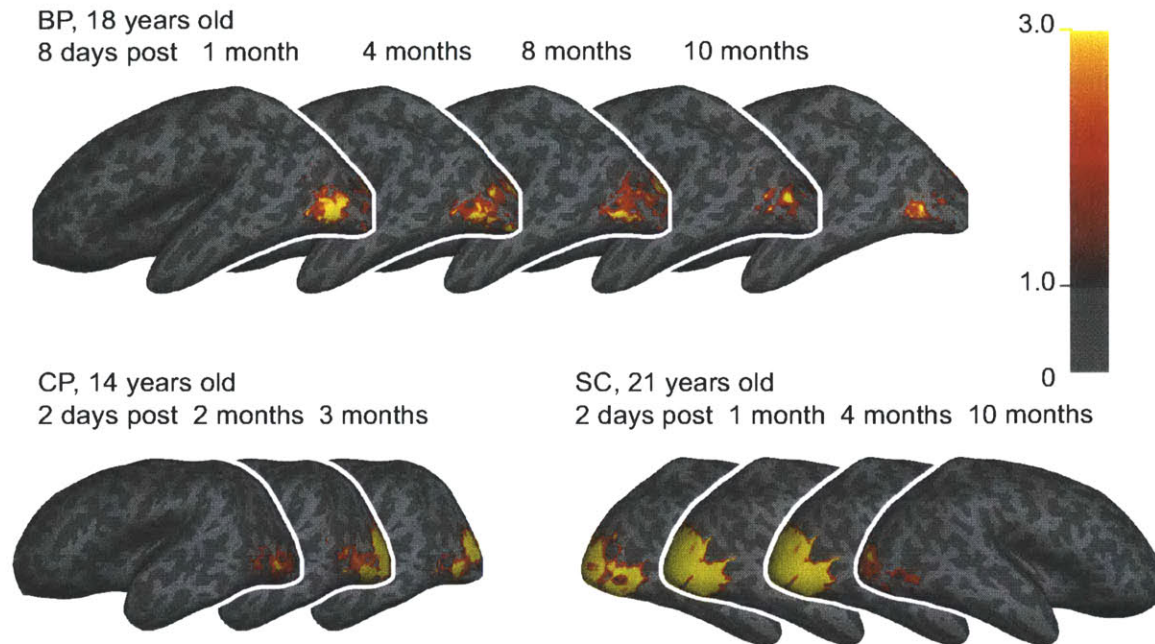 BP, 18 years old
8 days post 1 month 4 months 8 months 10 months
3.0
1.0
0
CP, 14 years old
2 days post 2 months 3 months
SC, 21 years old
2 days post 1 month 4 months 10 months